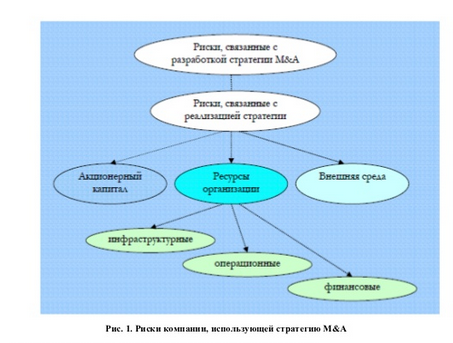 Риски, связанные с
разработкой стратегии M&A
Риски, связанные с
реализацией стратегии
Акционерный
капитал
Ресурсы
организации
Внешняя среда
инфраструктурные
операционные
финансовые
Рис. 1. Риски компании, использующей стратегию M&A